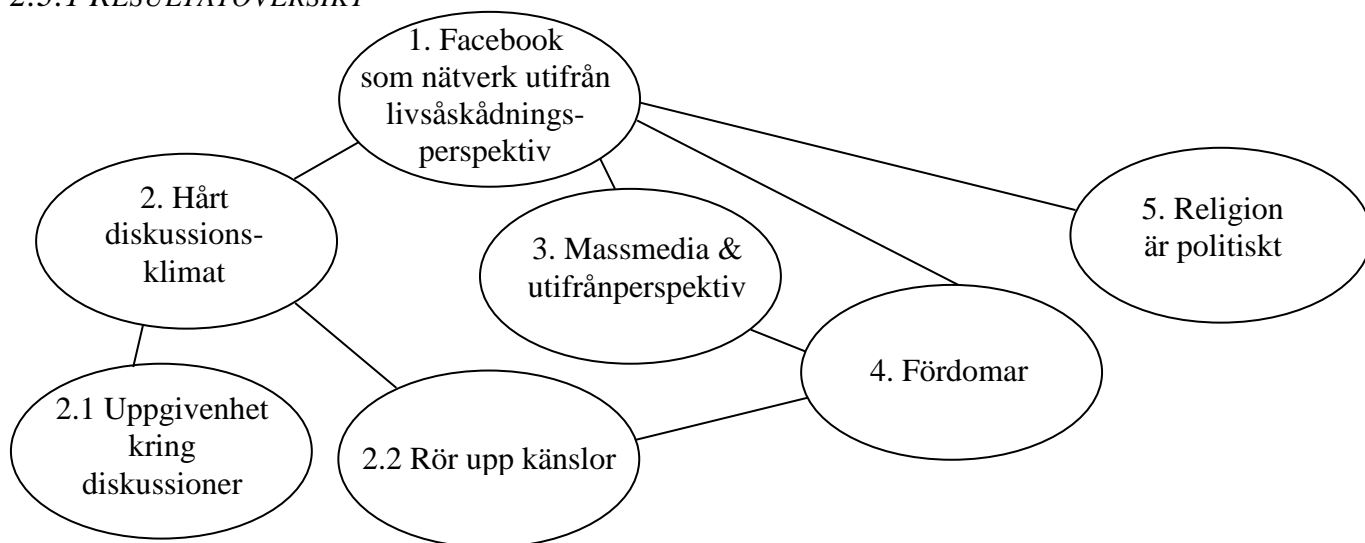 2.3.1 RESULTATÖVERSIKT
1. Facebook
som nätverk utifrån
livsåskådnings-
perspektiv
2. Hårt
diskussions-
klimat
3. Massmedia &
utifrånperspektiv
5. Religion
är politiskt
4. Fördomar
2.1 Uppgivenhet
kring
diskussioner
2.2 Rör upp känslor